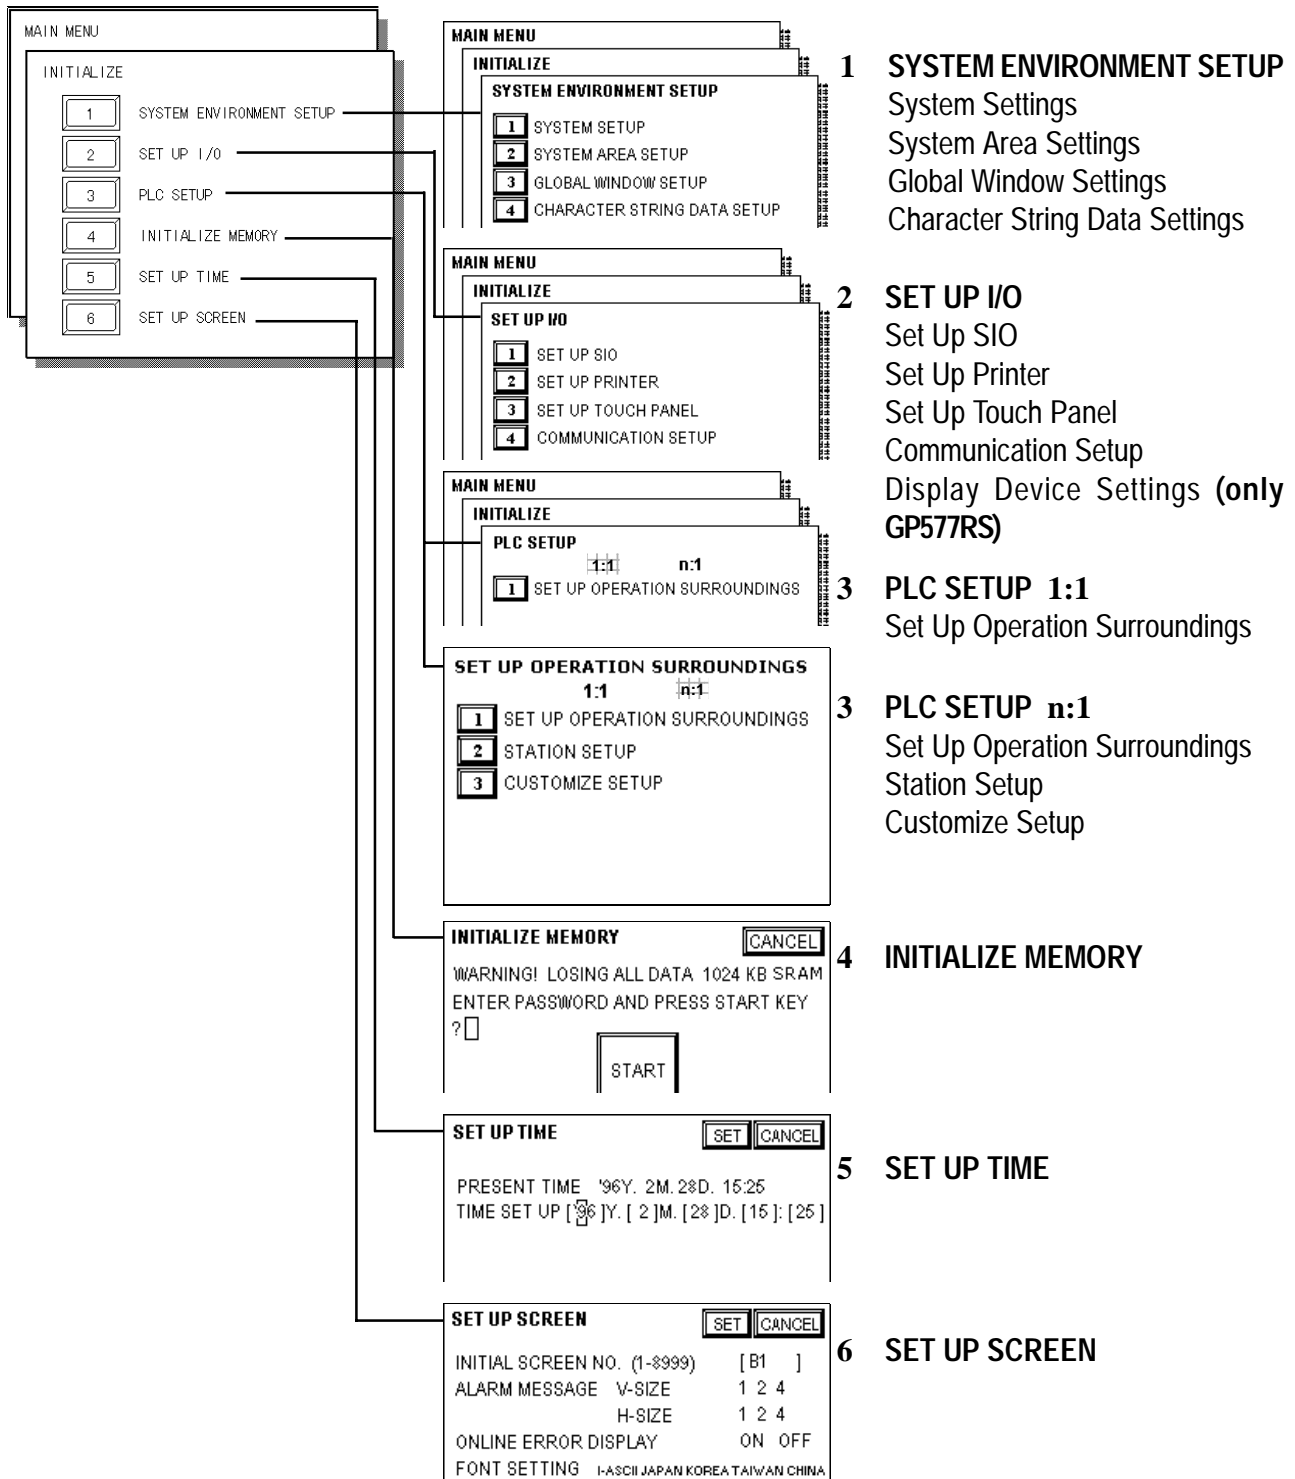 MAIN MENU
INITIALIZE
1 SYSTEM ENVIRONMENT SETUP
2 SET UP I/O
3 PLC SETUP
4 INITIALIZE MEMORY
5 SET UP TIME
6 SET UP SCREEN
MAIN MENU
INITIALIZE
SYSTEM ENVIRONMENT SETUP
1 SYSTEM SETUP
2 SYSTEM AREA SETUP
3 GLOBAL WINDOW SETUP
4 CHARACTER STRING DATA SETUP
1 SYSTEM ENVIRONMENT SETUP
System Settings
System Area Settings
Global Window Settings
Character String Data Settings
MAIN MENU
INITIALIZE
SET UP I/O
1 SET UP SIO
2 SET UP PRINTER
3 SET UP TOUCH PANEL
4 COMMUNICATION SETUP
2 SET UP I/O
Set Up SIO
Set Up Printer
Set Up Touch Panel
Communication Setup
Display Device Settings (only
GP577RS)
MAIN MENU
INITIALIZE
PLC SETUP
1:1 n:1
1 SET UP OPERATION SURROUNDINGS
3 PLC SETUP 1:1
Set Up Operation Surroundings
SET UP OPERATION SURROUNDINGS
1:1 n:1
1 SET UP OPERATION SURROUNDINGS
2 STATION SETUP
3 CUSTOMIZE SETUP
3 PLC SETUP n:1
Set Up Operation Surroundings
Station Setup
Customize Setup
INITIALIZE MEMORY CANCEL
WARNING! LOSING ALL DATA 1024 KB SRAM
ENTER PASSWORD AND PRESS START KEY
?
START
4 INITIALIZE MEMORY
SET UP TIME SET CANCEL
PRESENT TIME '96Y. 2M. 28D. 15:25
TIME SET UP ['96 ]Y. [ 2 ]M. [28 ]D. [15 ]: [25 ]
5 SET UP TIME
SET UP SCREEN SET CANCEL
INITIAL SCREEN NO. (1-8999) [ B1 ]
ALARM MESSAGE V-SIZE 1 2 4
H-SIZE 1 2 4
ONLINE ERROR DISPLAY ON OFF
FONT SETTING I-ASCII JAPAN KOREA TAIWAN CHINA
6 SET UP SCREEN